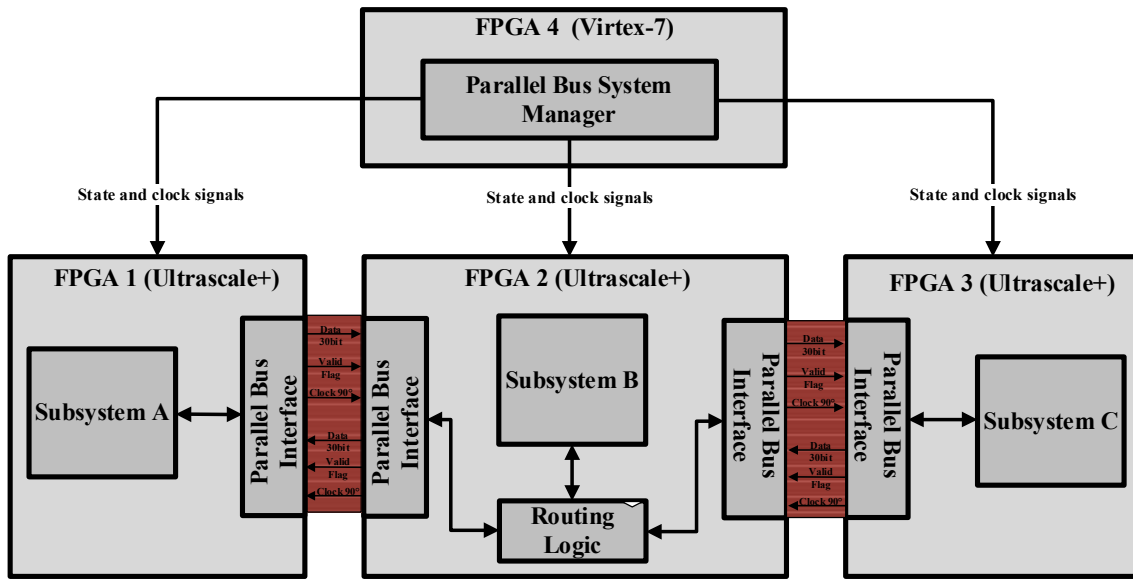 FPGA 4 (Virtex-7)
Parallel Bus System
Manager
State and clock signals
State and clock signals
State and clock signals
FPGA 1 (Ultrascale+)
FPGA 2 (Ultrascale+)
FPGA 3 (Ultrascale+)
Subsystem A
Parallel Bus
Interface
Data
30bit
Valid
Flag
Clock 90°
Data
30bit
Valid
Flag
Clock 90°
Parallel Bus
Interface
Subsystem B
Routing
Logic
Parallel Bus
Interface
Data
30bit
Valid
Flag
Clock 90°
Data
30bit
Valid
Flag
Clock 90°
Parallel Bus
Interface
Subsystem C